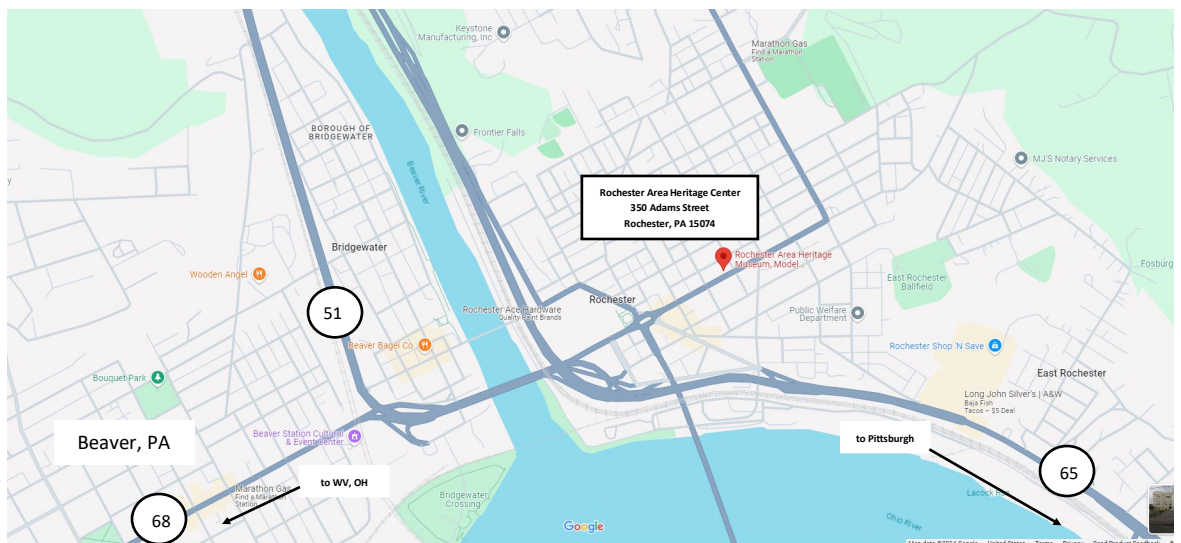 Keystone
Manufacturing, Inc
Marathon Gas
Find a Marathon
Station
BOROUGH OF
BRIDGEWATER
Frontier Falls
MJ'S Notary Services
Beaver River
Rochester Area Heritage Center
350 Adams Street
Rochester, PA 15074
Bridgewater
Rochester Area Heritage
Museum, Model...
Wooden Angel
Fosburg
East Rochester
Ballfield
51
Rochester Ace Hardware
Quality Paint Brands
Rochester
Public Welfare
Department
Beaver Bagel Co
Rochester Shop 'N Save
Bouquet Park
East Rochester
Long John Silver's | A&W
Baja Fish
Tacos – $5 Deal
Beaver, PA
Beaver Station Cultural
& Event Center...
to Pittsburgh
65
to WV, OH
Marathon Gas
Find a Marathon
Station
Bridgewater
Crossing
Lacock
68
Google
Ohio River